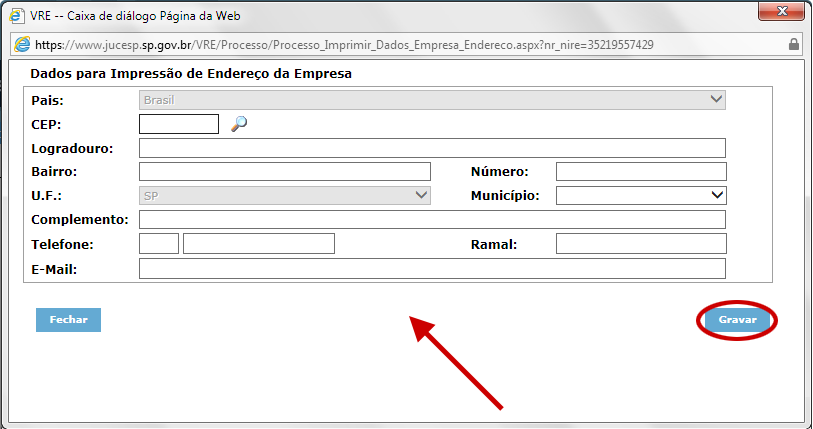 VRE -- Caixa de diálogo Página da Web
https://www.jucesp.sp.gov.br/VRE/Processo/Processo_Imprimir_Dados_Empresa_Endereco.aspx?nr_nire=35219557429
Dados para Impressão de Endereço da Empresa
Pais: Brasil
CEP:
Logradouro:
Bairro: Número:
U.F.: SP Município:
Complemento:
Telefone: Ramal:
E-Mail:
Fechar Gravar